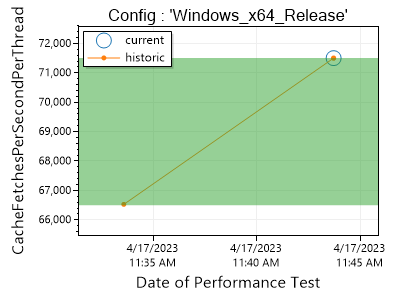 Config : 'Windows_x64_Release'
CacheFetchesPerSecondPerThread
current
historic
72,000
71,000
70,000
69,000
68,000
67,000
66,000
4/17/2023 4/17/2023 4/17/2023
11:35 AM 11:40 AM 11:45 AM
Date of Performance Test